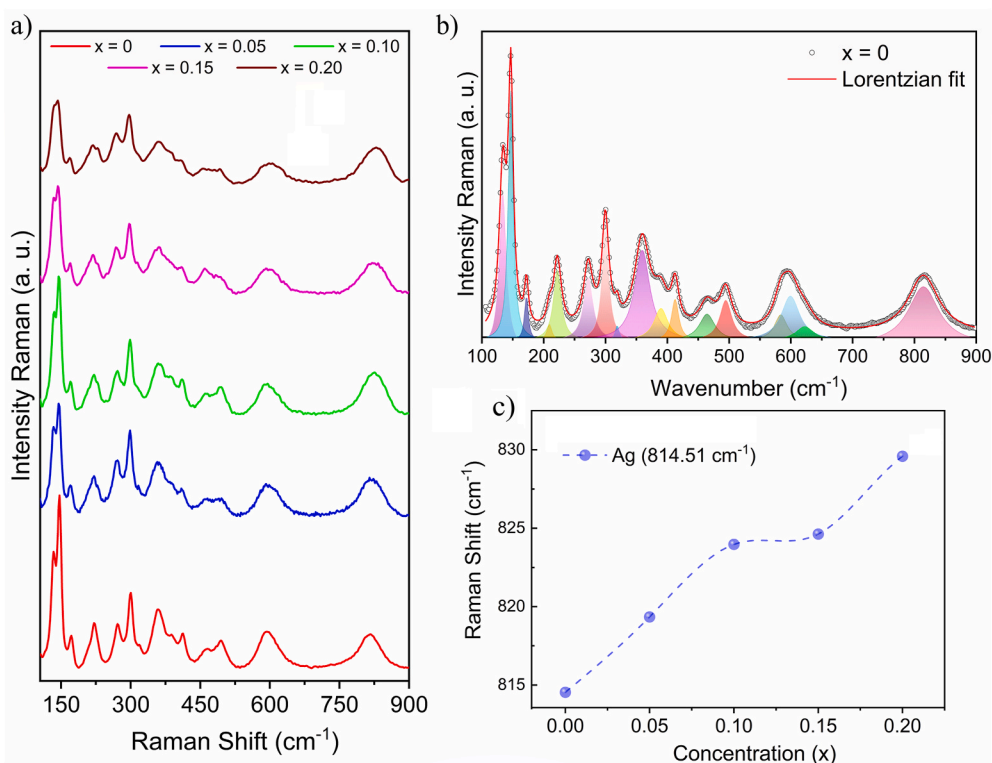 a)
x = 0 x = 0.05 x = 0.10
x = 0.15 x = 0.20
Intensity Raman (a. u.)
150 300 450 600 750 900
Raman Shift (cm⁻¹)
b)
x = 0
Lorentzian fit
Intensity Raman (a. u.)
100 200 300 400 500 600 700 800 900
Wavenumber (cm⁻¹)
c)
Ag (814.51 cm⁻¹)
Raman Shift (cm⁻¹)
830
825
820
815
0.00 0.05 0.10 0.15 0.20
Concentration (x)